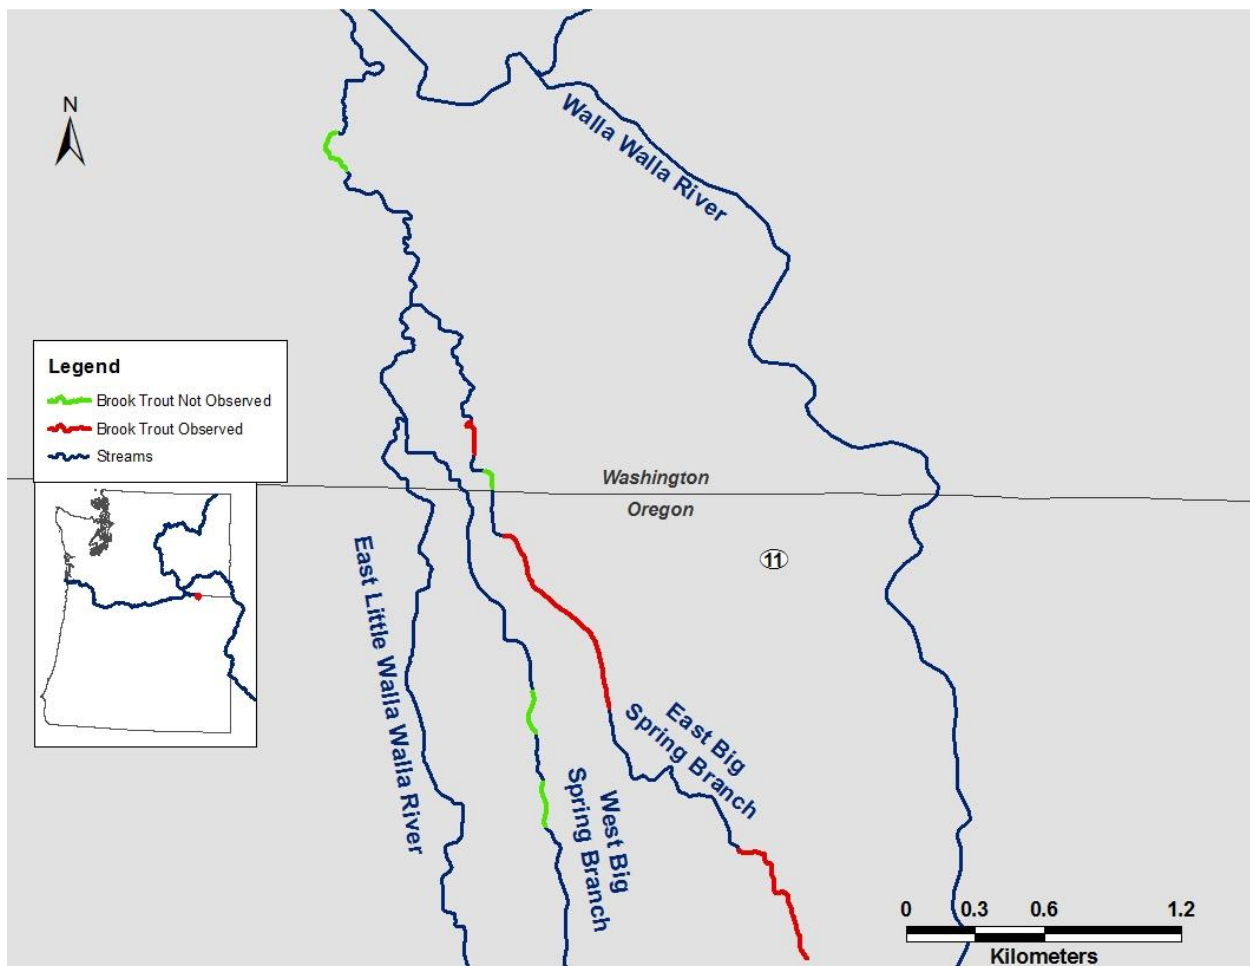 N
Walla Walla River
Legend
Brook Trout Not Observed
Brook Trout Observed
Streams
Washington
Oregon
11
East Little Walla Walla River
East Big
Spring Branch
West Big
Spring Branch
0 0.3 0.6 1.2
Kilometers